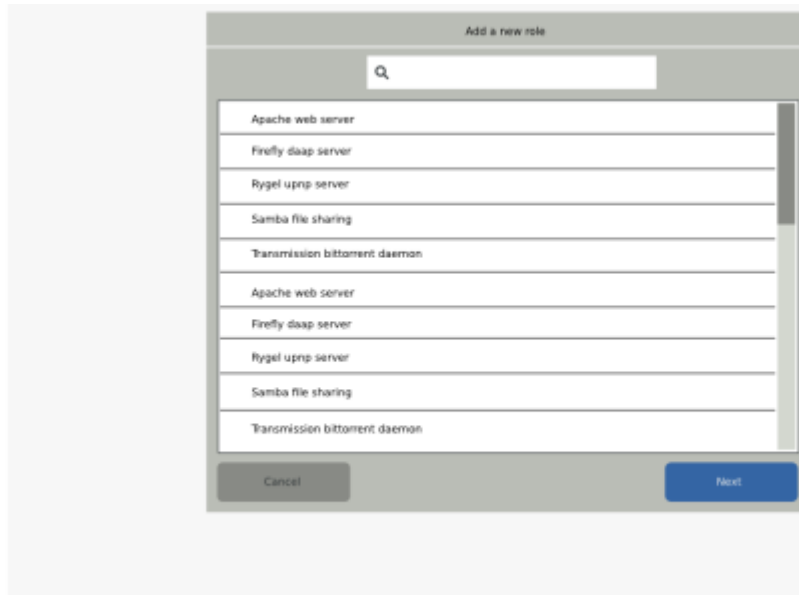 Add a new role
Apache web server
Firefly daap server
Rygel upnp server
Samba file sharing
Transmission bittorrent daemon
Apache web server
Firefly daap server
Rygel upnp server
Samba file sharing
Transmission bittorrent daemon
Cancel
Next